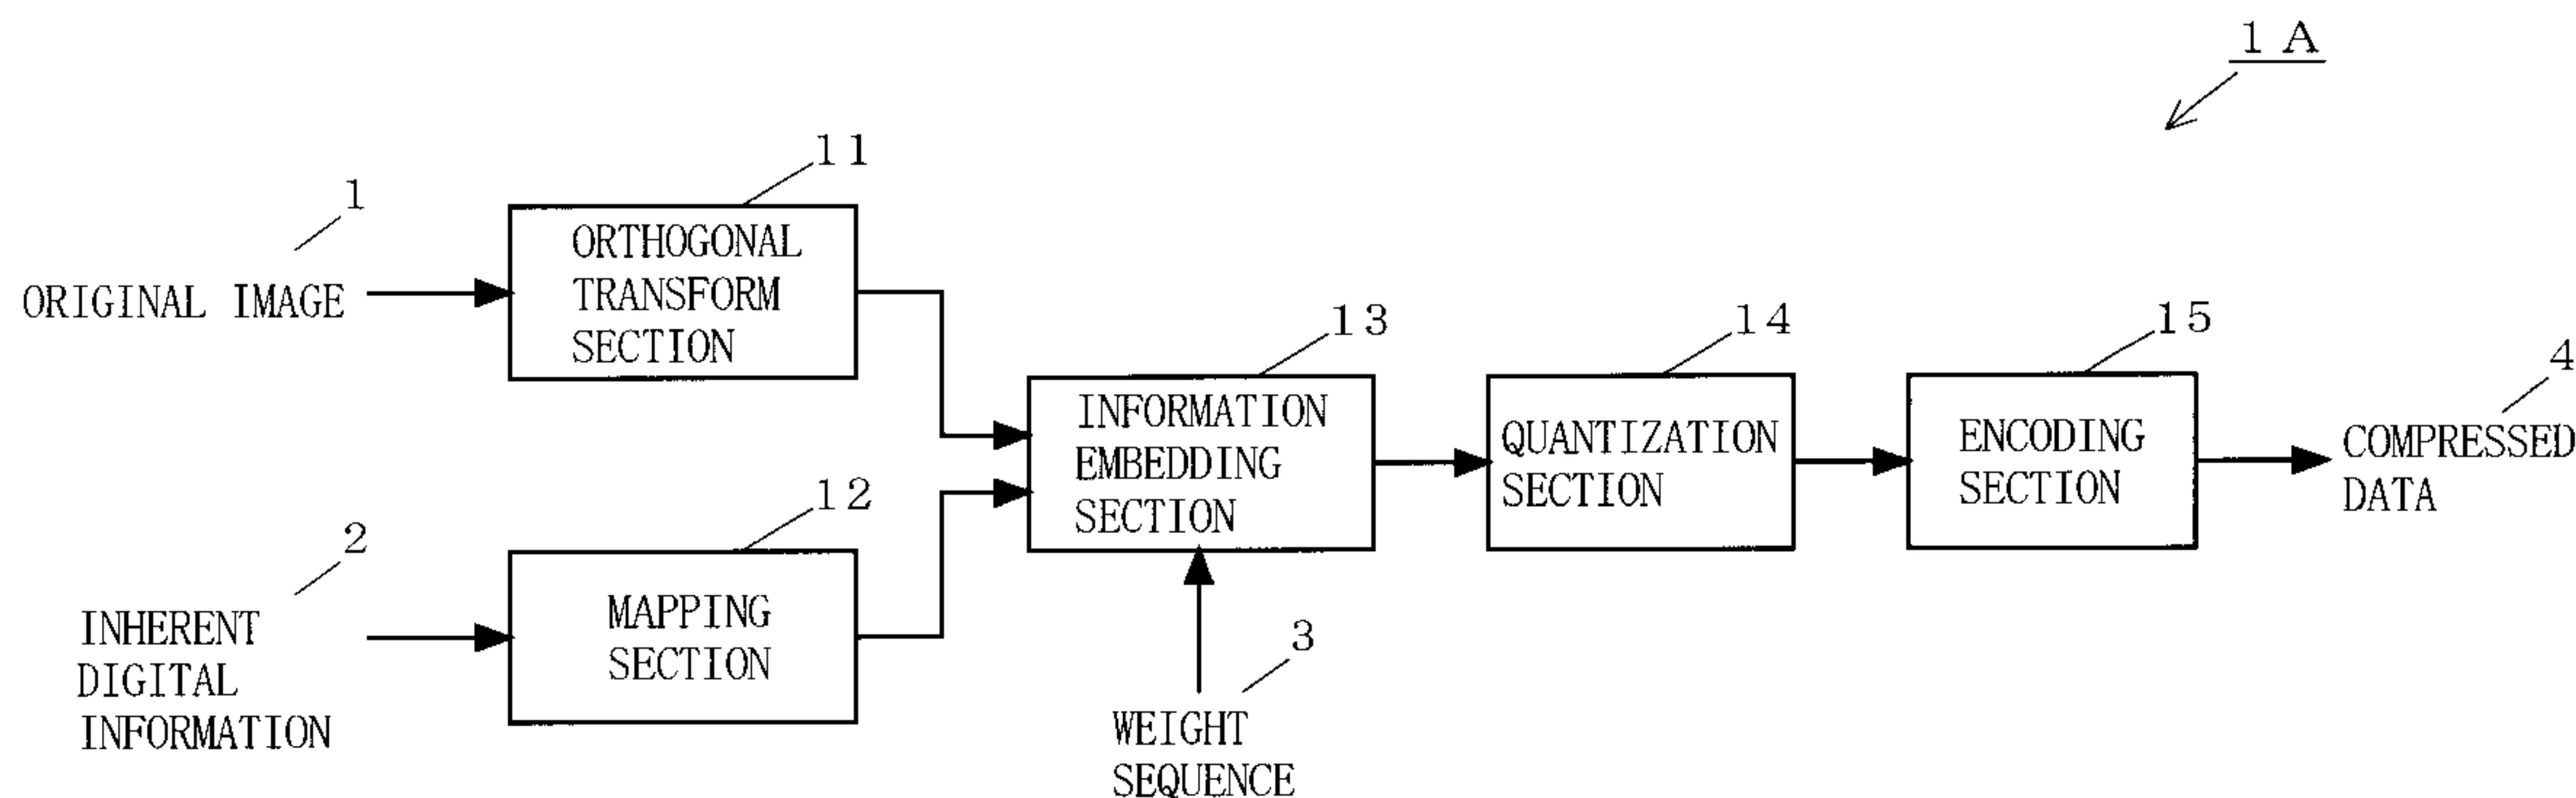 1 A
11
1
ORTHOGONAL
TRANSFORM
SECTION
ORIGINAL IMAGE
13
14
15
4
INFORMATION
EMBEDDING
SECTION
QUANTIZATION
SECTION
ENCODING
SECTION
COMPRESSED
DATA
12
2
MAPPING
SECTION
INHERENT
DIGITAL
INFORMATION
3
WEIGHT
SEQUENCE